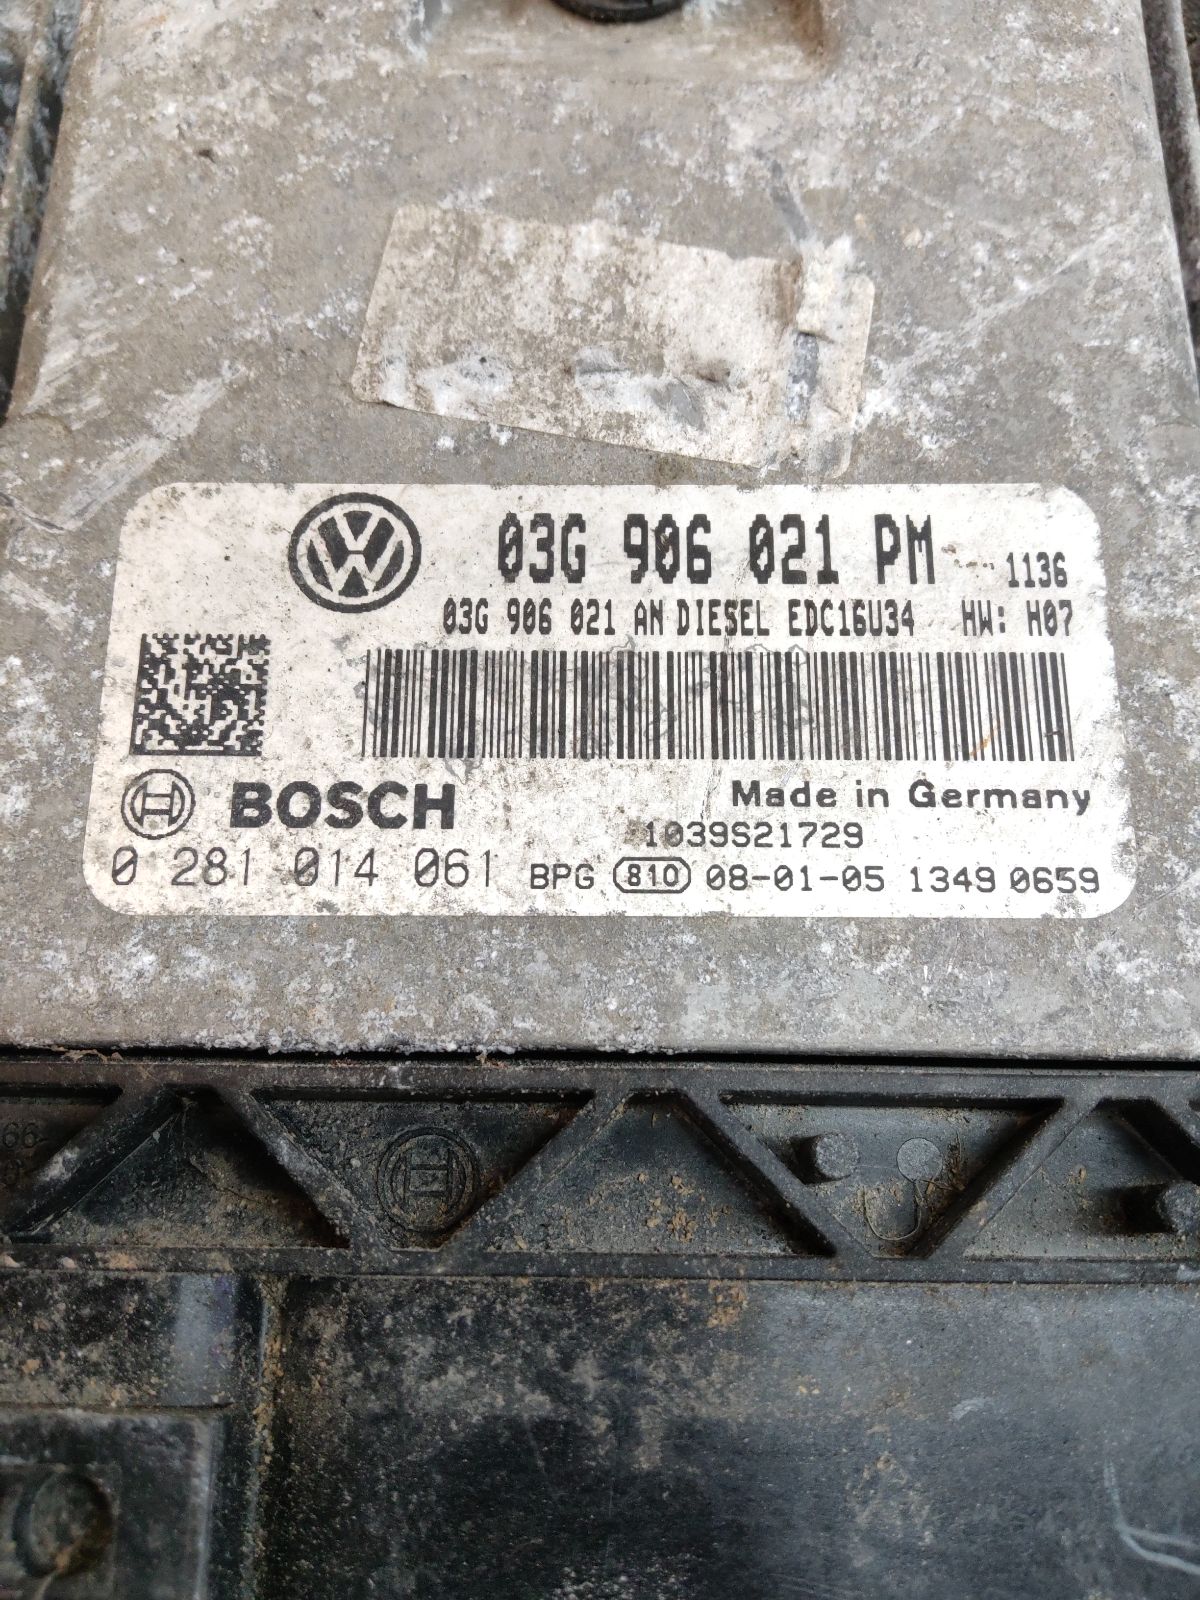 03G 906 021 PM 1136
03G 906 021 AN DIESEL EDC16U34 HW: H07
BOSCH
Made in Germany
1039S21729
0 281 014 061 BPG 810 08-01-05 1349 0659
66